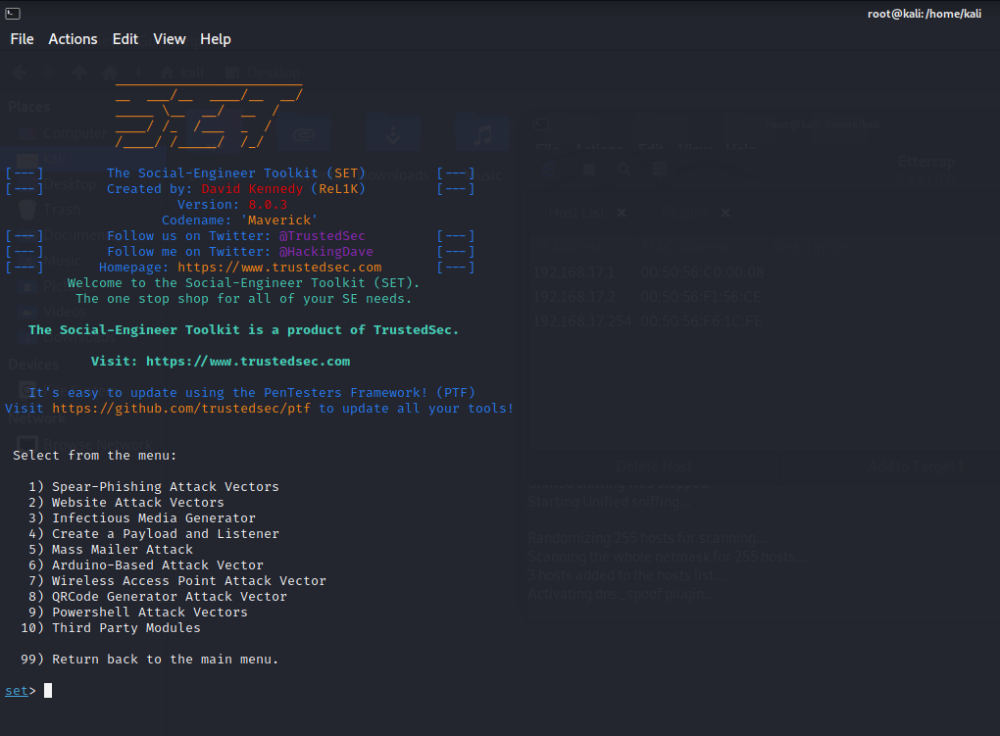 root@kali:/home/kali
File Actions Edit View Help
[---] The Social-Engineer Toolkit (SET) [---]
[---] Created by: David Kennedy (ReL1K) [---]
Version: 8.0.3
Codename: 'Maverick'
[---] Follow us on Twitter: @TrustedSec [---]
[---] Follow me on Twitter: @HackingDave [---]
[---] Homepage: https://www.trustedsec.com [---]
Welcome to the Social-Engineer Toolkit (SET).
The one stop shop for all of your SE needs.
The Social-Engineer Toolkit is a product of TrustedSec.
Visit: https://www.trustedsec.com
It's easy to update using the PenTesters Framework! (PTF)
Visit https://github.com/trustedsec/ptf to update all your tools!
Select from the menu:
1) Spear-Phishing Attack Vectors
2) Website Attack Vectors
3) Infectious Media Generator
4) Create a Payload and Listener
5) Mass Mailer Attack
6) Arduino-Based Attack Vector
7) Wireless Access Point Attack Vector
8) QRCode Generator Attack Vector
9) Powershell Attack Vectors
10) Third Party Modules
99) Return back to the main menu.
set>
Places
Computer
Desktop
Trash
Videos
Devices
Network
Browse Network
Ettercap
Host List
192.168.17.1 00:50:56:C0:00:08
192.168.17.2 00:50:56:F1:56:CE
192.168.17.254
Delete Host
Add to Target 1
Starting Unified sniffing...
Randomizing 255 hosts for scanning...
Scanning the whole netmask for 255 hosts...
3 hosts added to the hosts list...
Activating dns_spoof plugin...